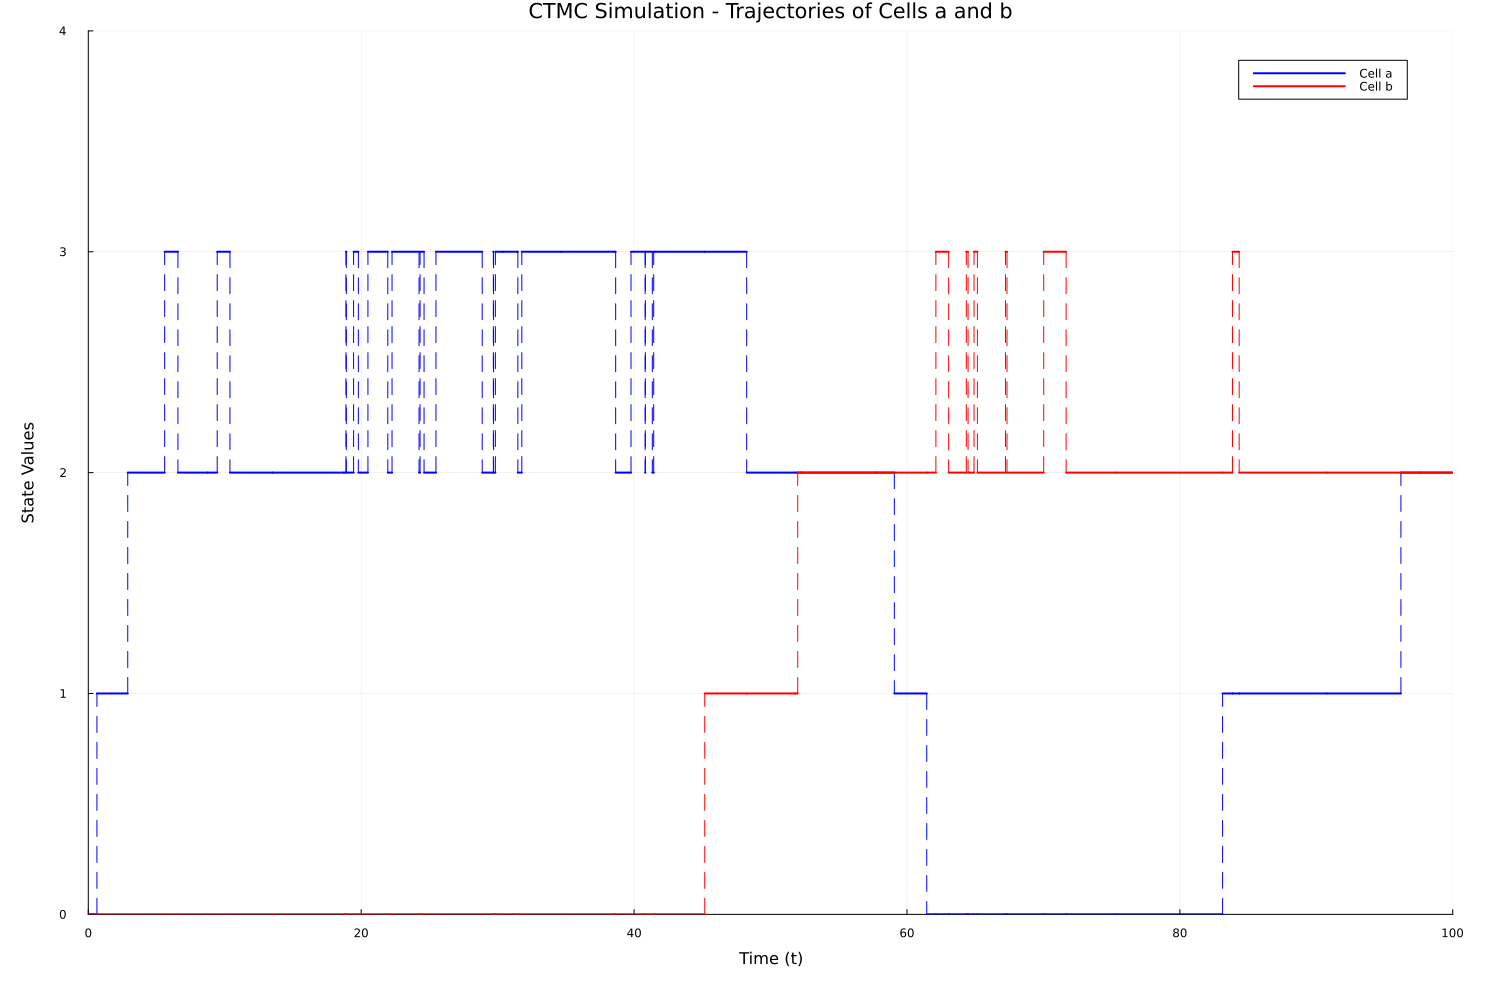 CTMC Simulation - Trajectories of Cells a and b
4
Cell a
Cell b
3
State Values
2
1
0
0 20 40 60 80 100
Time (t)